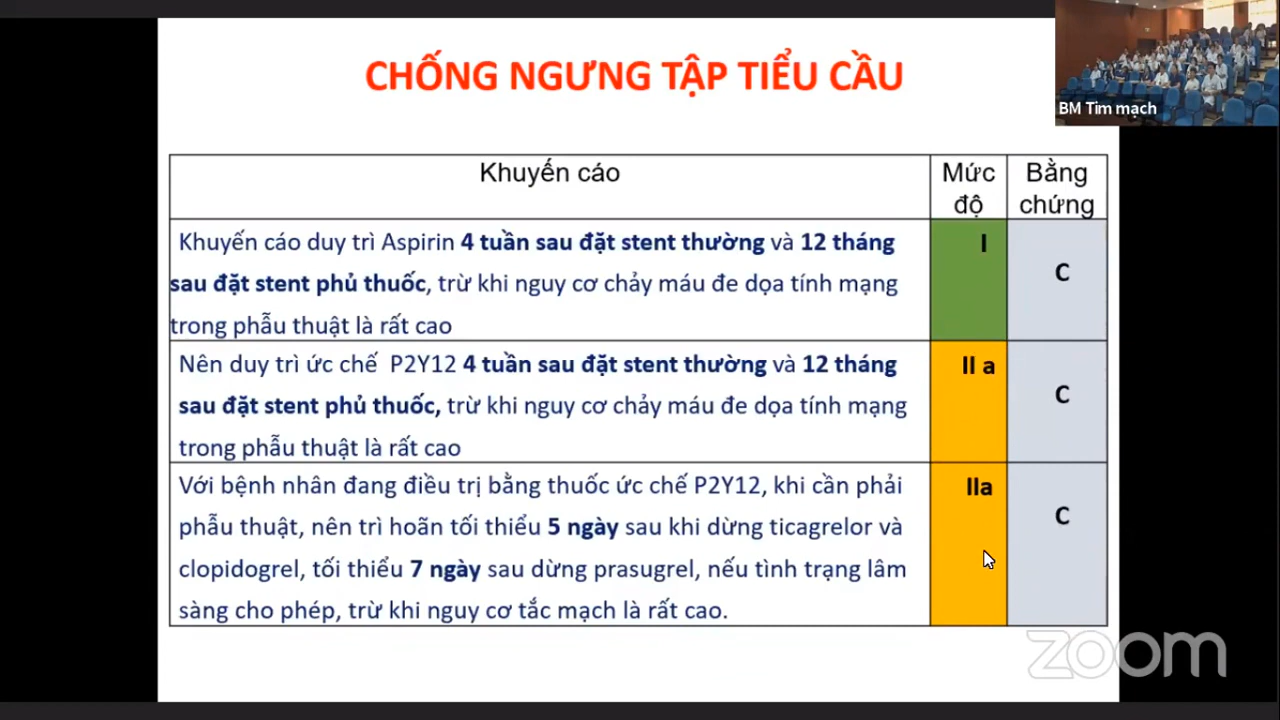 CHỐNG NGƯNG TẬP TIỂU CẦU
BM Tim mạch
Khuyến cáo
Mức độ
Bằng chứng
Khuyến cáo duy trì Aspirin 4 tuần sau đặt stent thường và 12 tháng
sau đặt stent phủ thuốc, trừ khi nguy cơ chảy máu đe dọa tính mạng
trong phẫu thuật là rất cao
I
C
Nên duy trì ức chế P2Y12 4 tuần sau đặt stent thường và 12 tháng
sau đặt stent phủ thuốc, trừ khi nguy cơ chảy máu đe dọa tính mạng
trong phẫu thuật là rất cao
II a
C
Với bệnh nhân đang điều trị bằng thuốc ức chế P2Y12, khi cần phải
phẫu thuật, nên trì hoãn tối thiểu 5 ngày sau khi dừng ticagrelor và
clopidogrel, tối thiểu 7 ngày sau dừng prasugrel, nếu tình trạng lâm
sàng cho phép, trừ khi nguy cơ tắc mạch là rất cao.
IIa
C
zoom